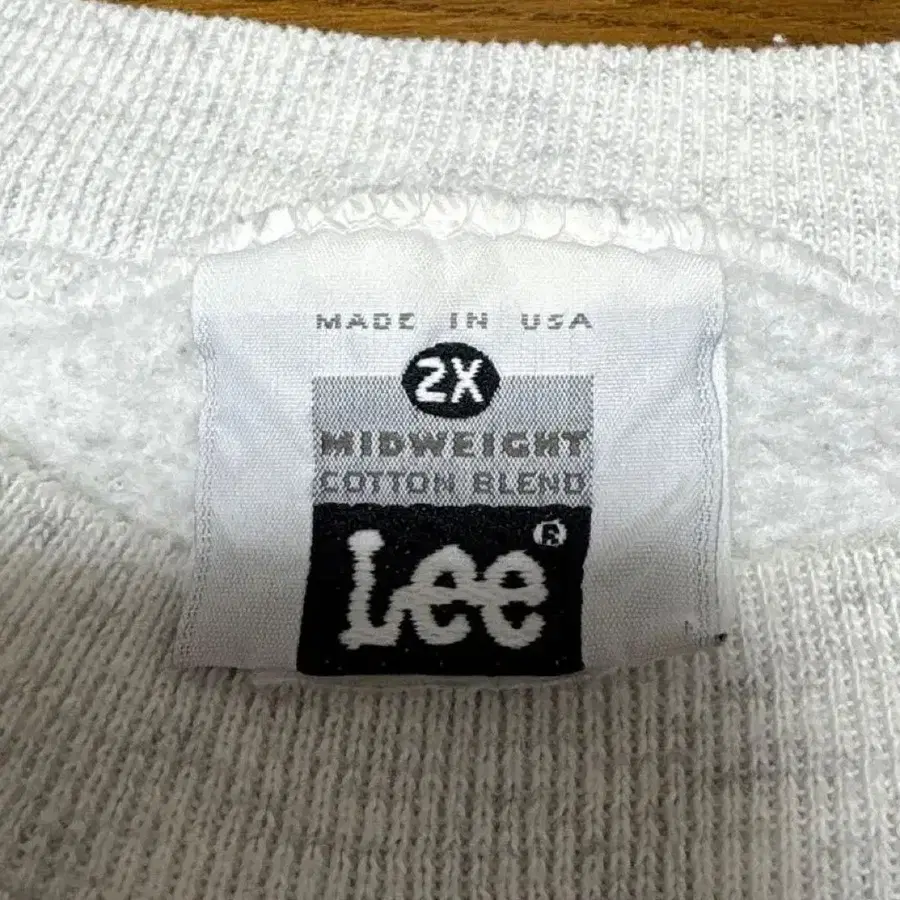 MADE IN USA
2X
MIDWEIGHT
COTTON BLEND
Lee®